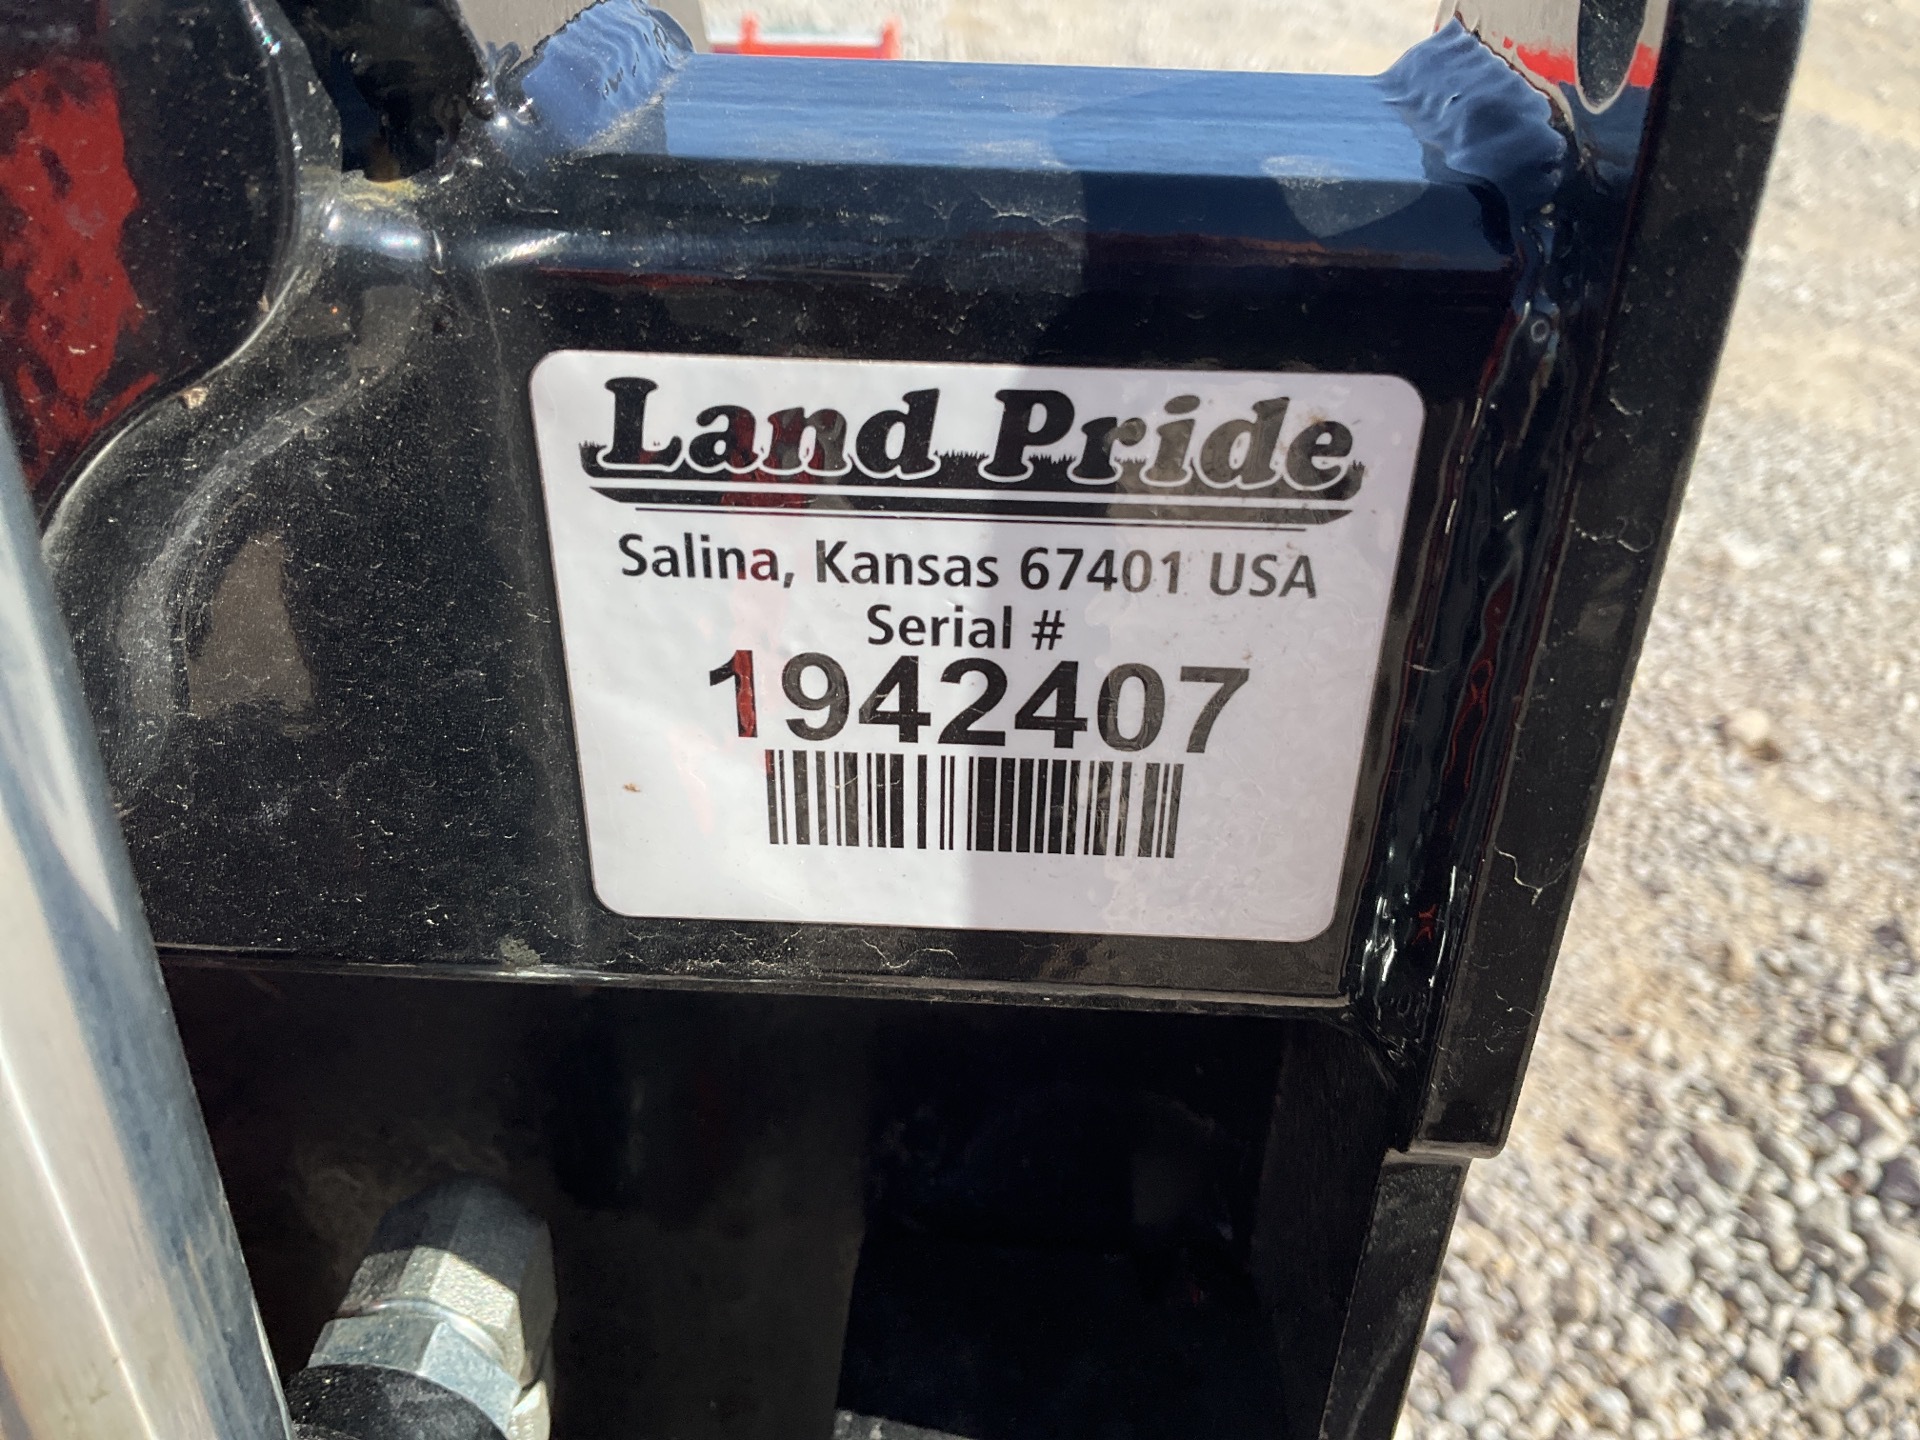 Land Pride
Salina, Kansas 67401 USA
Serial #
1942407